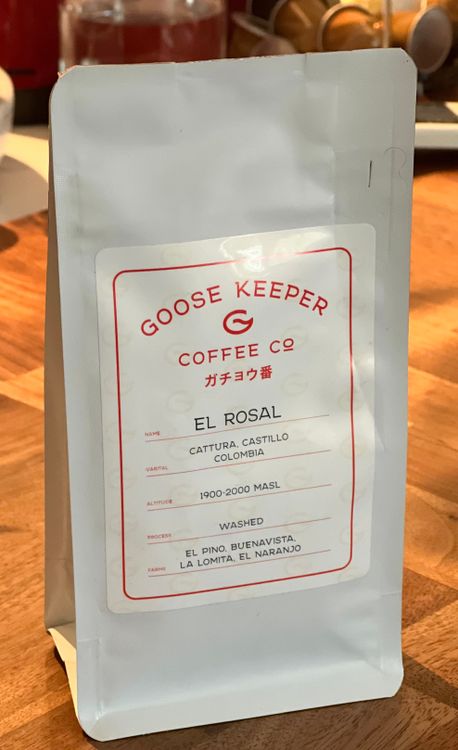 GOOSE KEEPER
COFFEE CO
ガチョウ番
NAME EL ROSAL
CATTURA, CASTILLO
VARITAL COLOMBIA
ALTITUDE 1900-2000 MASL
PROCESS WASHED
EL PINO, BUENAVISTA,
FARMS LA LOMITA, EL NARANJO